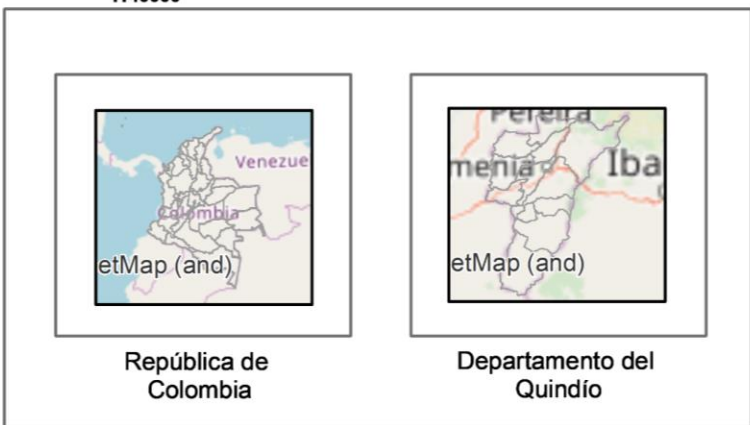 Venezue
Colombia
etMap (and)
Pereira
menia
Iba
etMap (and)
República de
Colombia
Departamento del
Quindío